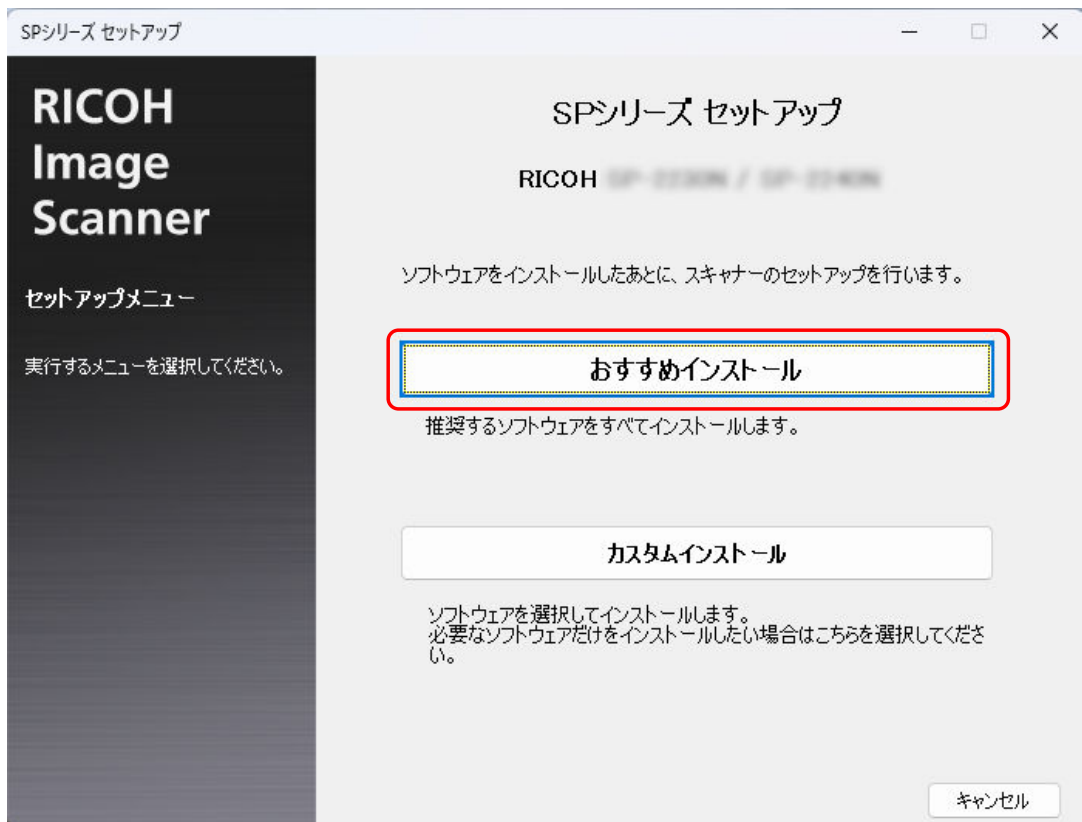 SPシリーズ セットアップ
RICOH
Image
Scanner
セットアップメニュー
実行するメニューを選択してください。
SPシリーズ セットアップ
RICOH
ソフトウェアをインストールしたあとに、スキャナーのセットアップを行います。
おすすめインストール
推奨するソフトウェアをすべてインストールします。
カスタムインストール
ソフトウェアを選択してインストールします。
必要なソフトウェアだけをインストールしたい場合はこちらを選択してくださ
い。
キャンセル